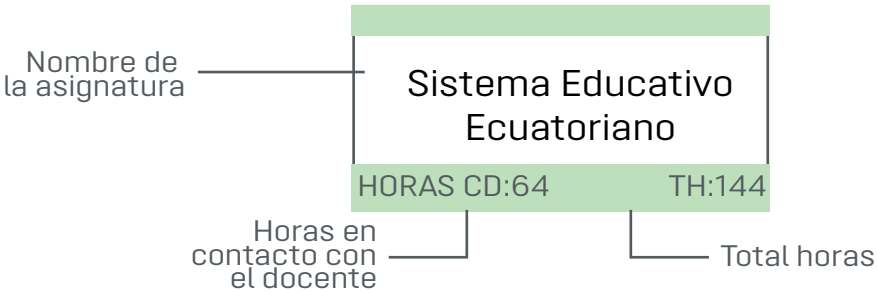 Nombre de
la asignatura
Sistema Educativo
Ecuatoriano
HORAS CD:64 TH:144
Horas en
contacto con
el docente
Total horas